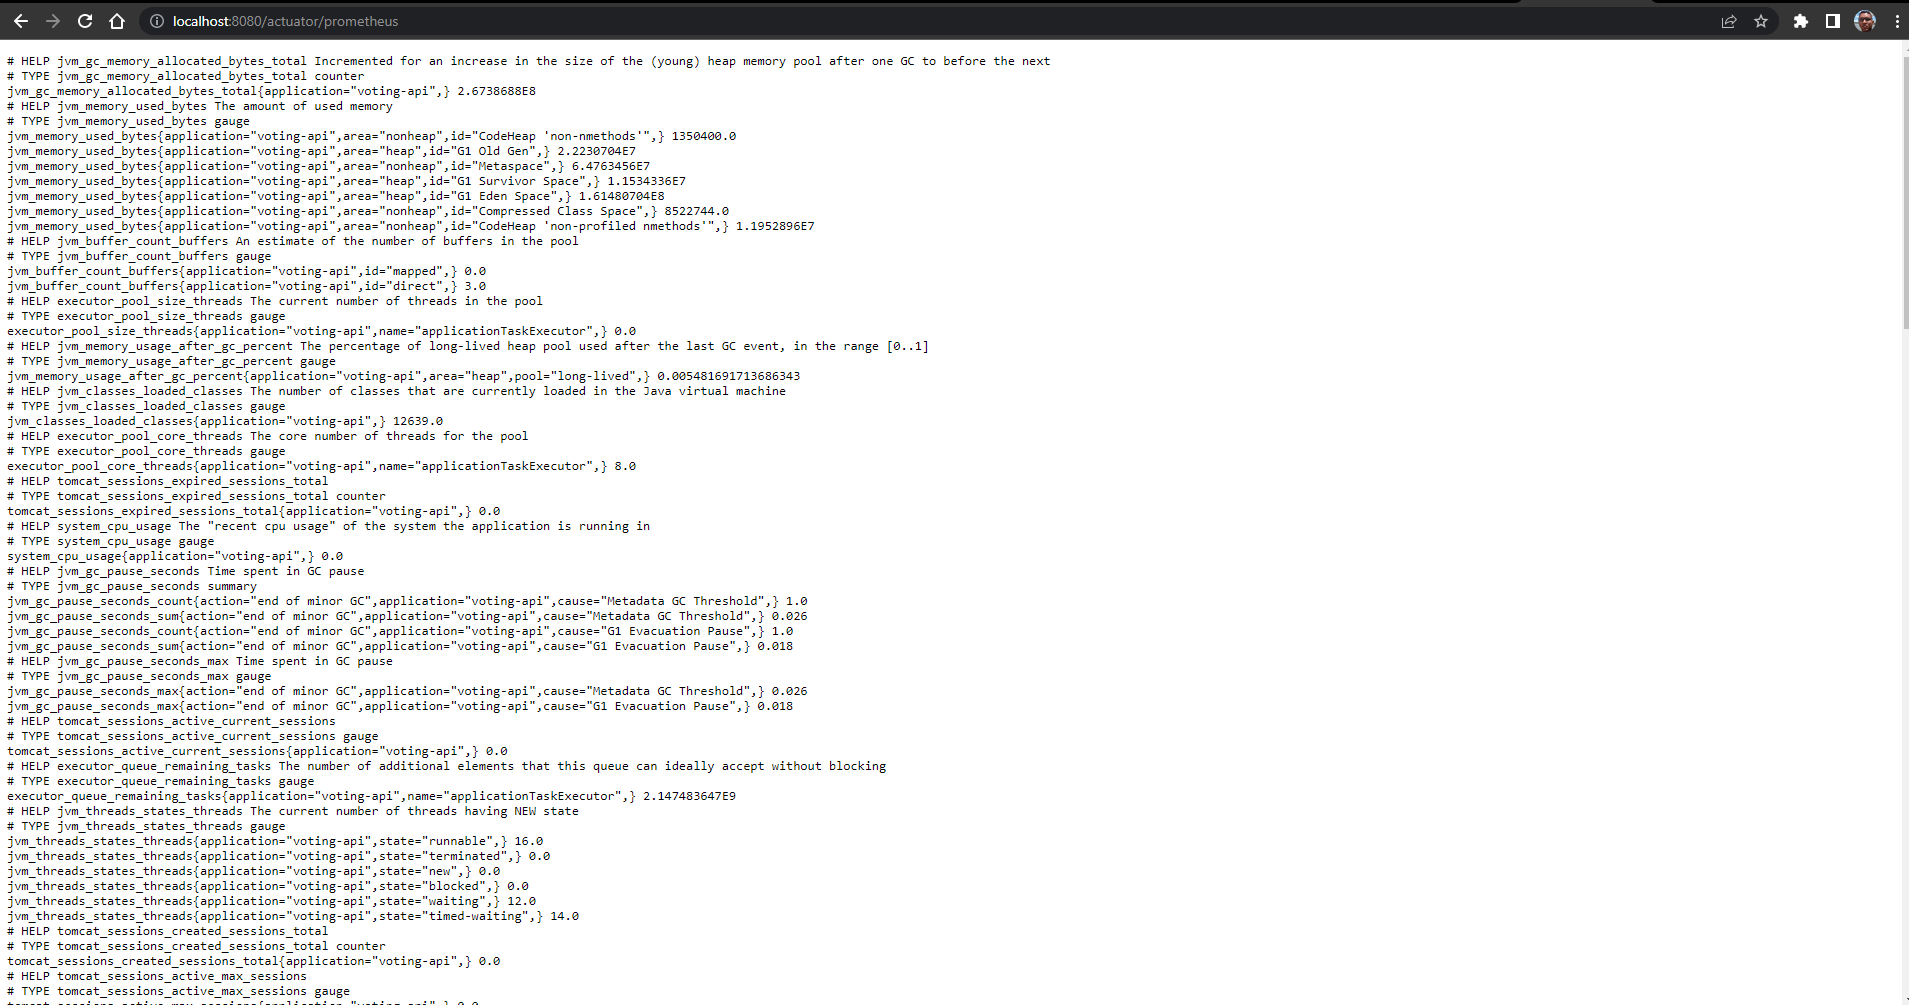 localhost:8080/actuator/prometheus
# HELP jvm_gc_memory_allocated_bytes_total Incremented for an increase in the size of the (young) heap memory pool after one GC to before the next
# TYPE jvm_gc_memory_allocated_bytes_total counter
jvm_gc_memory_allocated_bytes_total{application="voting-api",} 2.6738688E8
# HELP jvm_memory_used_bytes The amount of used memory
# TYPE jvm_memory_used_bytes gauge
jvm_memory_used_bytes{application="voting-api",area="nonheap",id="CodeHeap 'non-nmethods'",} 1350400.0
jvm_memory_used_bytes{application="voting-api",area="heap",id="G1 Old Gen",} 2.2230704E7
jvm_memory_used_bytes{application="voting-api",area="nonheap",id="Metaspace",} 6.4763456E7
jvm_memory_used_bytes{application="voting-api",area="heap",id="G1 Survivor Space",} 1.1534336E7
jvm_memory_used_bytes{application="voting-api",area="heap",id="G1 Eden Space",} 1.61480704E8
jvm_memory_used_bytes{application="voting-api",area="nonheap",id="Compressed Class Space",} 8522744.0
jvm_memory_used_bytes{application="voting-api",area="nonheap",id="CodeHeap 'non-profiled nmethods'",} 1.1952896E7
# HELP jvm_buffer_count_buffers An estimate of the number of buffers in the pool
# TYPE jvm_buffer_count_buffers gauge
jvm_buffer_count_buffers{application="voting-api",id="mapped",} 0.0
jvm_buffer_count_buffers{application="voting-api",id="direct",} 3.0
# HELP executor_pool_size_threads The current number of threads in the pool
# TYPE executor_pool_size_threads gauge
executor_pool_size_threads{application="voting-api",name="applicationTaskExecutor",} 0.0
# HELP jvm_memory_usage_after_gc_percent The percentage of long-lived heap pool used after the last GC event, in the range [0..1]
# TYPE jvm_memory_usage_after_gc_percent gauge
jvm_memory_usage_after_gc_percent{application="voting-api",area="heap",pool="long-lived",} 0.005481691713686343
# HELP jvm_classes_loaded_classes The number of classes that are currently loaded in the Java virtual machine
# TYPE jvm_classes_loaded_classes gauge
jvm_classes_loaded_classes{application="voting-api",} 12639.0
# HELP executor_pool_core_threads The core number of threads for the pool
# TYPE executor_pool_core_threads gauge
executor_pool_core_threads{application="voting-api",name="applicationTaskExecutor",} 8.0
# HELP tomcat_sessions_expired_sessions_total
# TYPE tomcat_sessions_expired_sessions_total counter
tomcat_sessions_expired_sessions_total{application="voting-api",} 0.0
# HELP system_cpu_usage The "recent cpu usage" of the system the application is running in
# TYPE system_cpu_usage gauge
system_cpu_usage{application="voting-api",} 0.0
# HELP jvm_gc_pause_seconds Time spent in GC pause
# TYPE jvm_gc_pause_seconds summary
jvm_gc_pause_seconds_count{action="end of minor GC",application="voting-api",cause="Metadata GC Threshold",} 1.0
jvm_gc_pause_seconds_sum{action="end of minor GC",application="voting-api",cause="Metadata GC Threshold",} 0.026
jvm_gc_pause_seconds_count{action="end of minor GC",application="voting-api",cause="G1 Evacuation Pause",} 1.0
jvm_gc_pause_seconds_sum{action="end of minor GC",application="voting-api",cause="G1 Evacuation Pause",} 0.018
# HELP jvm_gc_pause_seconds_max Time spent in GC pause
# TYPE jvm_gc_pause_seconds_max gauge
jvm_gc_pause_seconds_max{action="end of minor GC",application="voting-api",cause="Metadata GC Threshold",} 0.026
jvm_gc_pause_seconds_max{action="end of minor GC",application="voting-api",cause="G1 Evacuation Pause",} 0.018
# HELP tomcat_sessions_active_current_sessions
# TYPE tomcat_sessions_active_current_sessions gauge
tomcat_sessions_active_current_sessions{application="voting-api",} 0.0
# HELP executor_queue_remaining_tasks The number of additional elements that this queue can ideally accept without blocking
# TYPE executor_queue_remaining_tasks gauge
executor_queue_remaining_tasks{application="voting-api",name="applicationTaskExecutor",} 2.147483647E9
# HELP jvm_threads_states_threads The current number of threads having NEW state
# TYPE jvm_threads_states_threads gauge
jvm_threads_states_threads{application="voting-api",state="runnable",} 16.0
jvm_threads_states_threads{application="voting-api",state="terminated",} 0.0
jvm_threads_states_threads{application="voting-api",state="new",} 0.0
jvm_threads_states_threads{application="voting-api",state="blocked",} 0.0
jvm_threads_states_threads{application="voting-api",state="waiting",} 12.0
jvm_threads_states_threads{application="voting-api",state="timed-waiting",} 14.0
# HELP tomcat_sessions_created_sessions_total
# TYPE tomcat_sessions_created_sessions_total counter
tomcat_sessions_created_sessions_total{application="voting-api",} 0.0
# HELP tomcat_sessions_active_max_sessions
# TYPE tomcat_sessions_active_max_sessions gauge